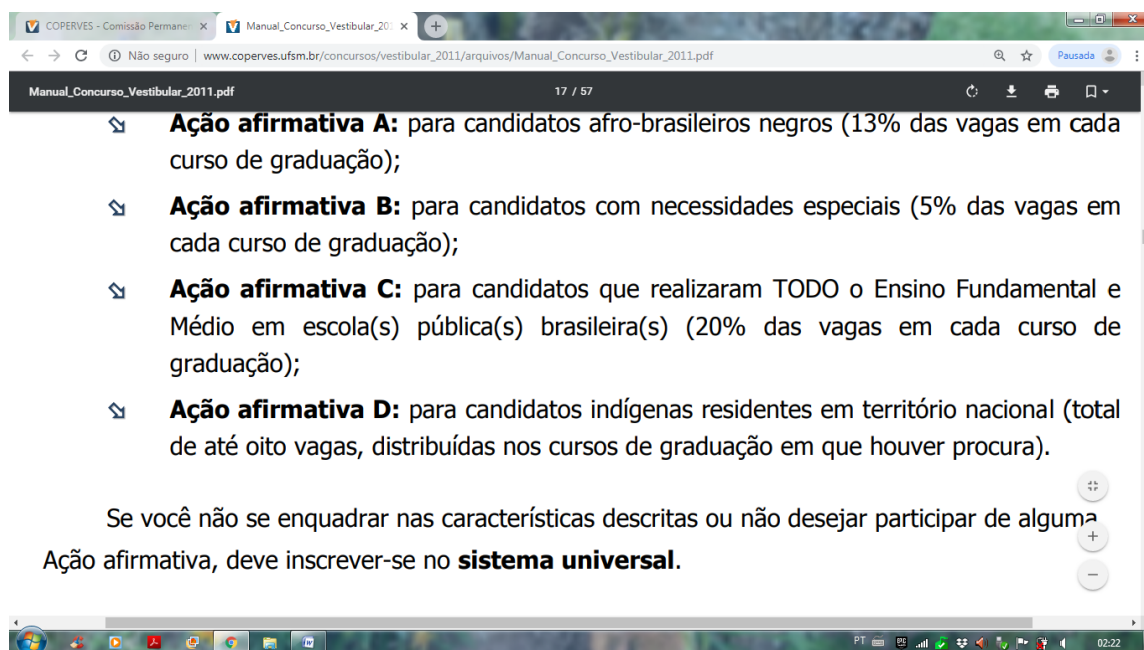 COPERVES - Comissão Permanen
Manual_Concurso_Vestibular_20
Não seguro | www.coperves.ufsm.br/concursos/vestibular_2011/arquivos/Manual_Concurso_Vestibular_2011.pdf
Pausada
Manual_Concurso_Vestibular_2011.pdf
17 / 57
Ação afirmativa A: para candidatos afro-brasileiros negros (13% das vagas em cada
curso de graduação);
Ação afirmativa B: para candidatos com necessidades especiais (5% das vagas em
cada curso de graduação);
Ação afirmativa C: para candidatos que realizaram TODO o Ensino Fundamental e
Médio em escola(s) pública(s) brasileira(s) (20% das vagas em cada curso de
graduação);
Ação afirmativa D: para candidatos indígenas residentes em território nacional (total
de até oito vagas, distribuídas nos cursos de graduação em que houver procura).
Se você não se enquadrar nas características descritas ou não desejar participar de alguma
Ação afirmativa, deve inscrever-se no sistema universal.
PT
02:22